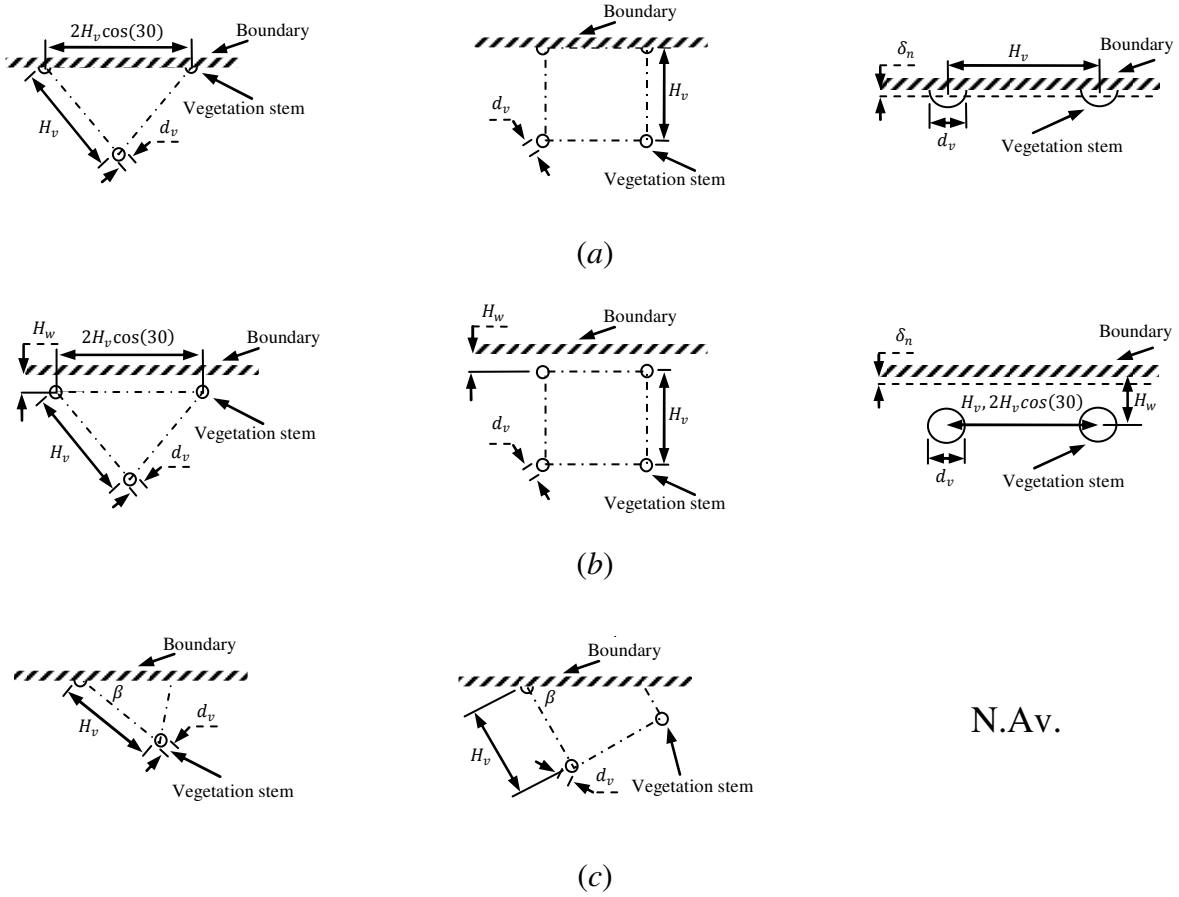 2H_v cos(30)
Boundary
H_v
d_v
Vegetation stem
Boundary
d_v
H_v
Vegetation stem
δ_n
H_v
Boundary
d_v
Vegetation stem
(a)
H_w
2H_v cos(30)
Boundary
H_v
d_v
Vegetation stem
H_w
Boundary
d_v
H_v
Vegetation stem
δ_n
Boundary
H_v, 2H_v cos(30)
H_w
d_v
Vegetation stem
(b)
Boundary
β
H_v
d_v
Vegetation stem
Boundary
β
H_v
d_v
Vegetation stem
N.Av.
(c)